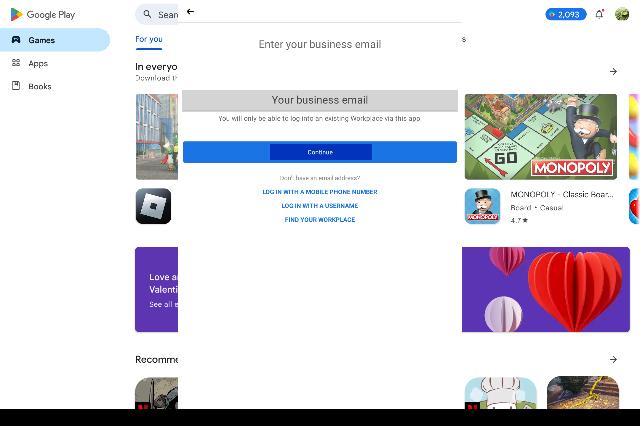 Google Play
Sear
2,093
Games
Apps
Books
For you
s
Enter your business email
In everyo
Download th
Your business email
You will only be able to log into an existing Workplace via this app
Continue
Don't have an email address?
LOG IN WITH A MOBILE PHONE NUMBER
LOG IN WITH A USERNAME
FIND YOUR WORKPLACE
GO
MONOPOLY
MONOPOLY
MONOPOLY - Classic Boar...
Board • Casual
4.7★
Love a
Valenti
See all e
Recomme